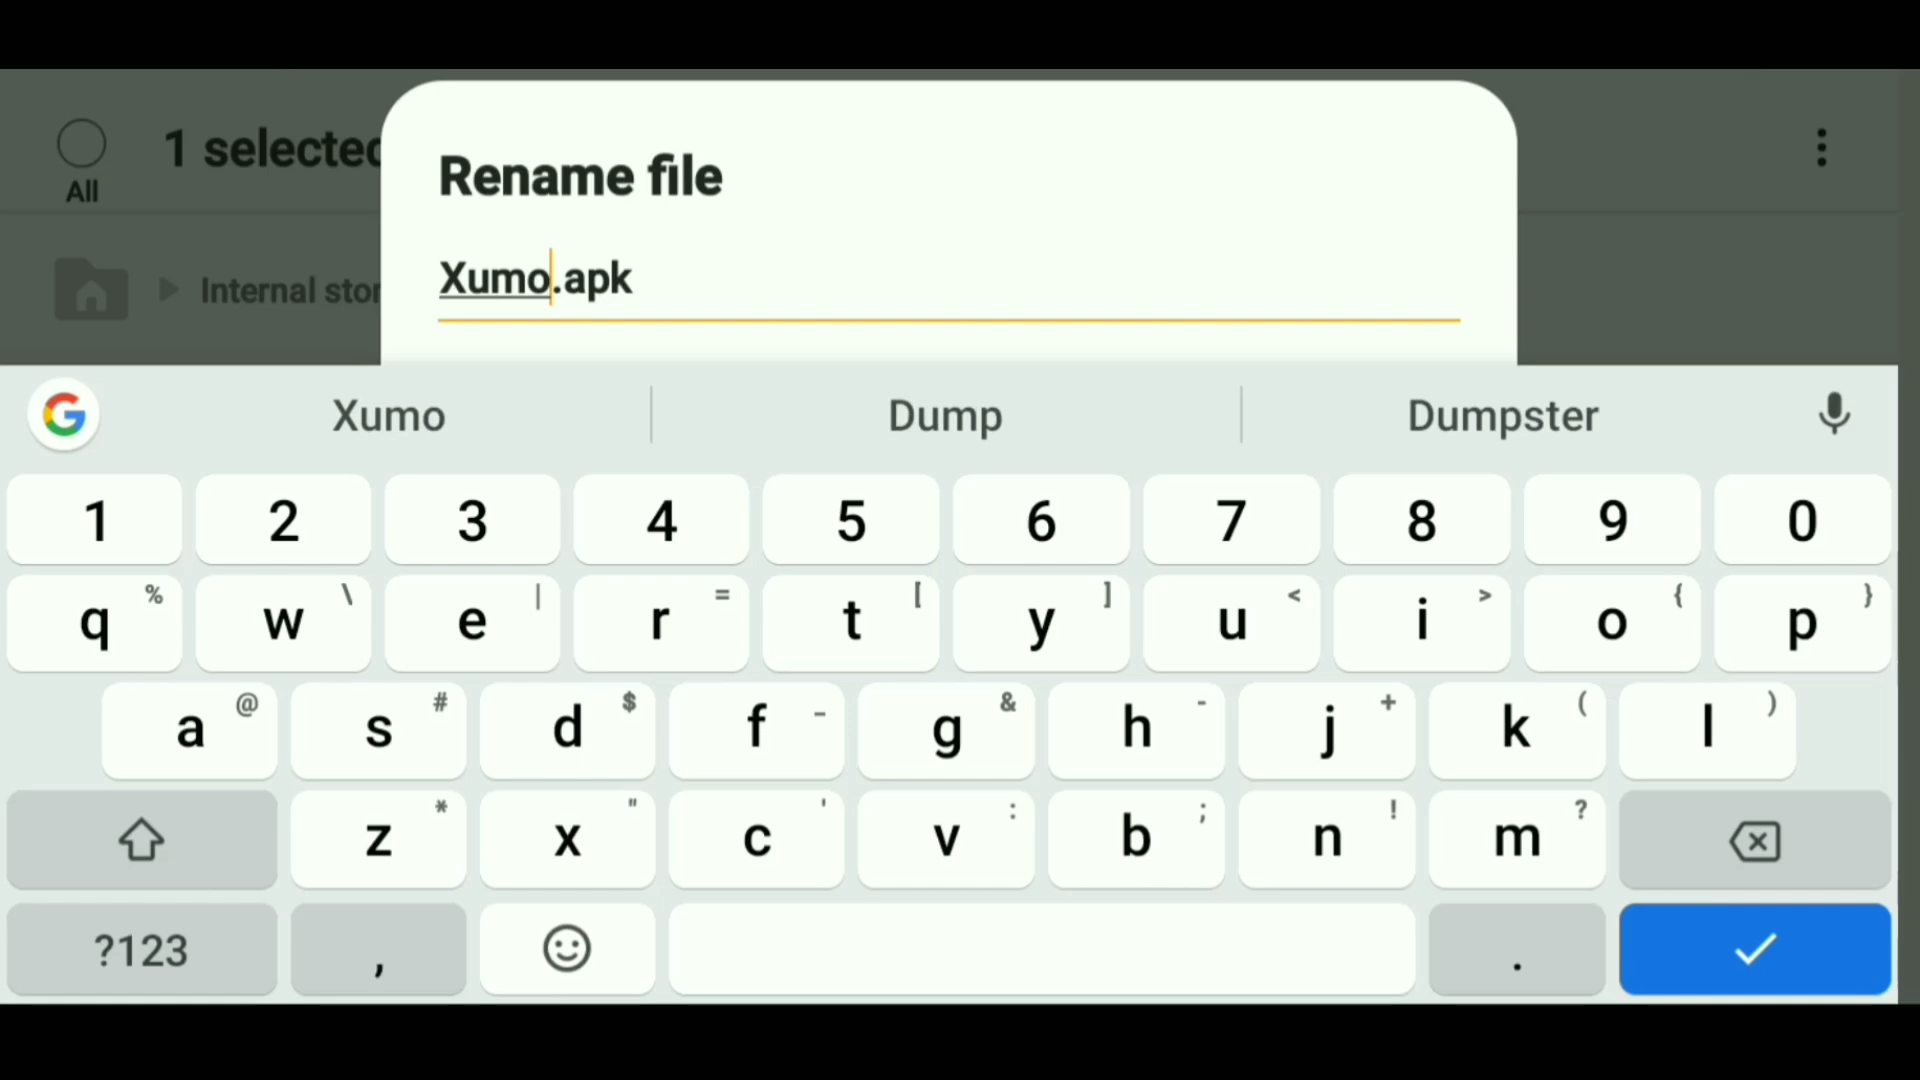 1 selected
All
Rename file
Xumo.apk
Internal stor
Xumo Dump Dumpster
1 2 3 4 5 6 7 8 9 0
q % w \ e | r = t [ y ] u < i > o { p }
a @ s # d $ f _ g & h - j + k ( l )
z * x " c ' v : b ; n ! m ?
?123 , .